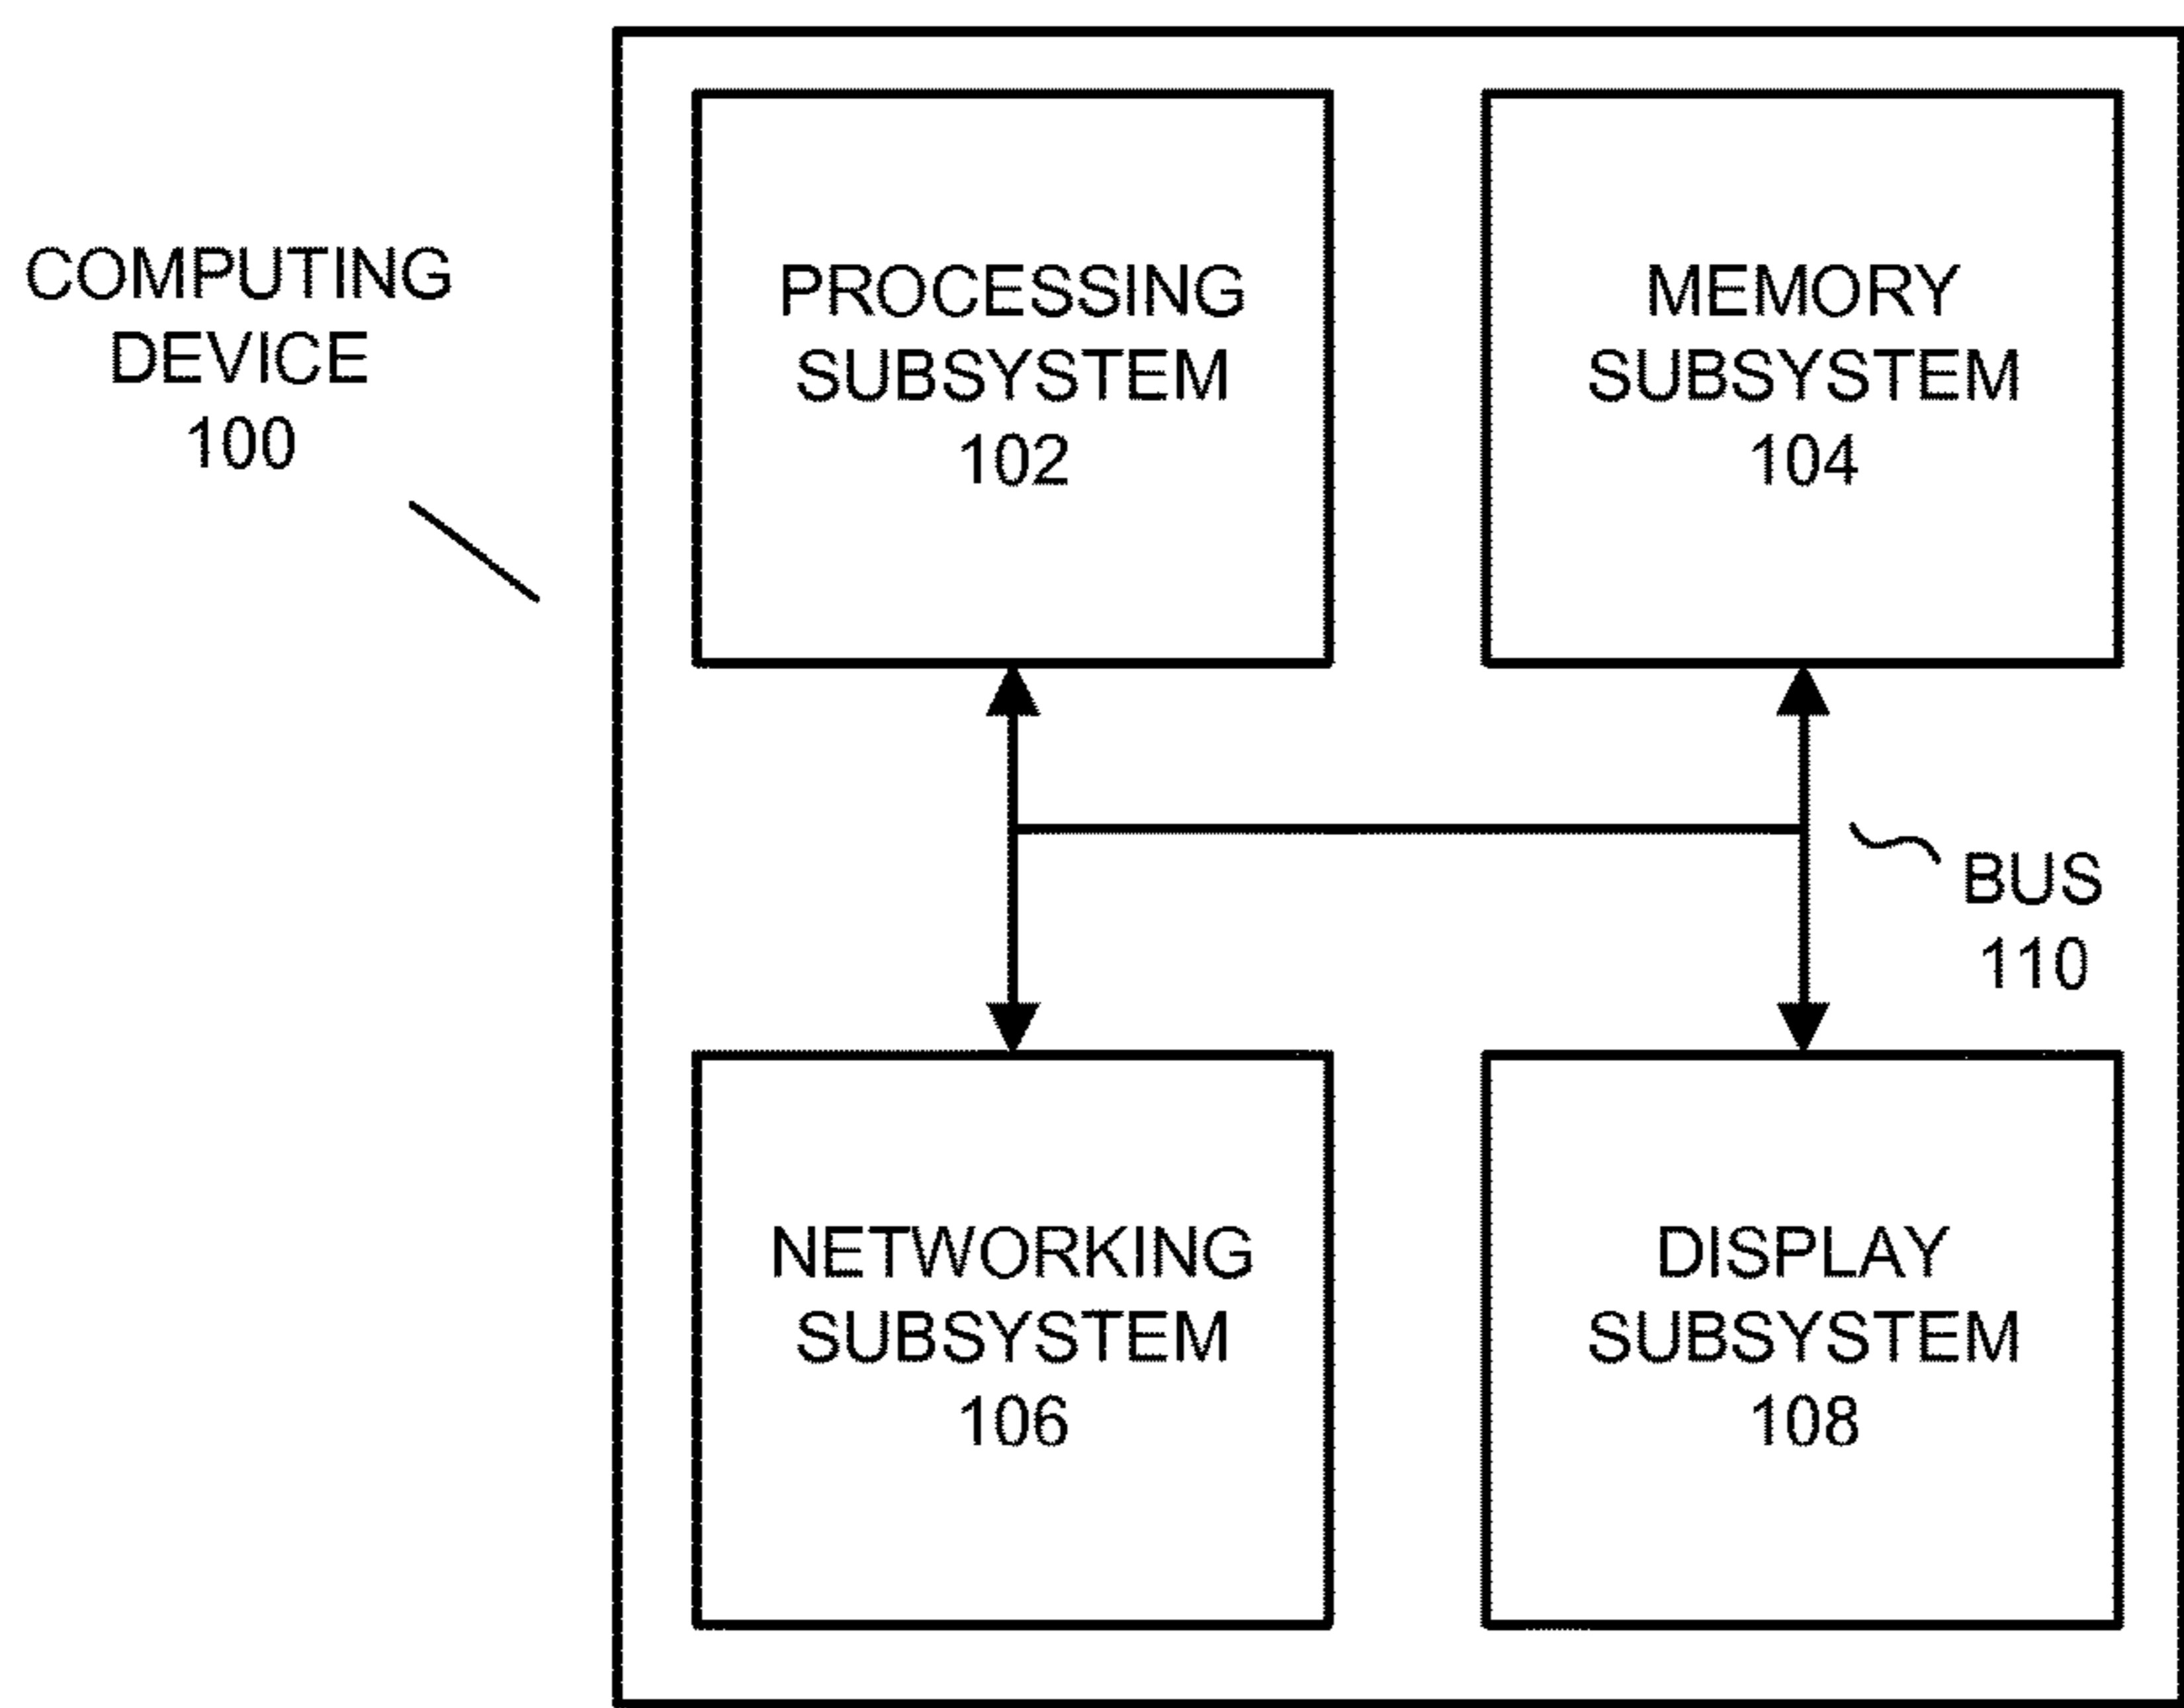 COMPUTING
DEVICE
100
PROCESSING
SUBSYSTEM
102
MEMORY
SUBSYSTEM
104
BUS
110
NETWORKING
SUBSYSTEM
106
DISPLAY
SUBSYSTEM
108